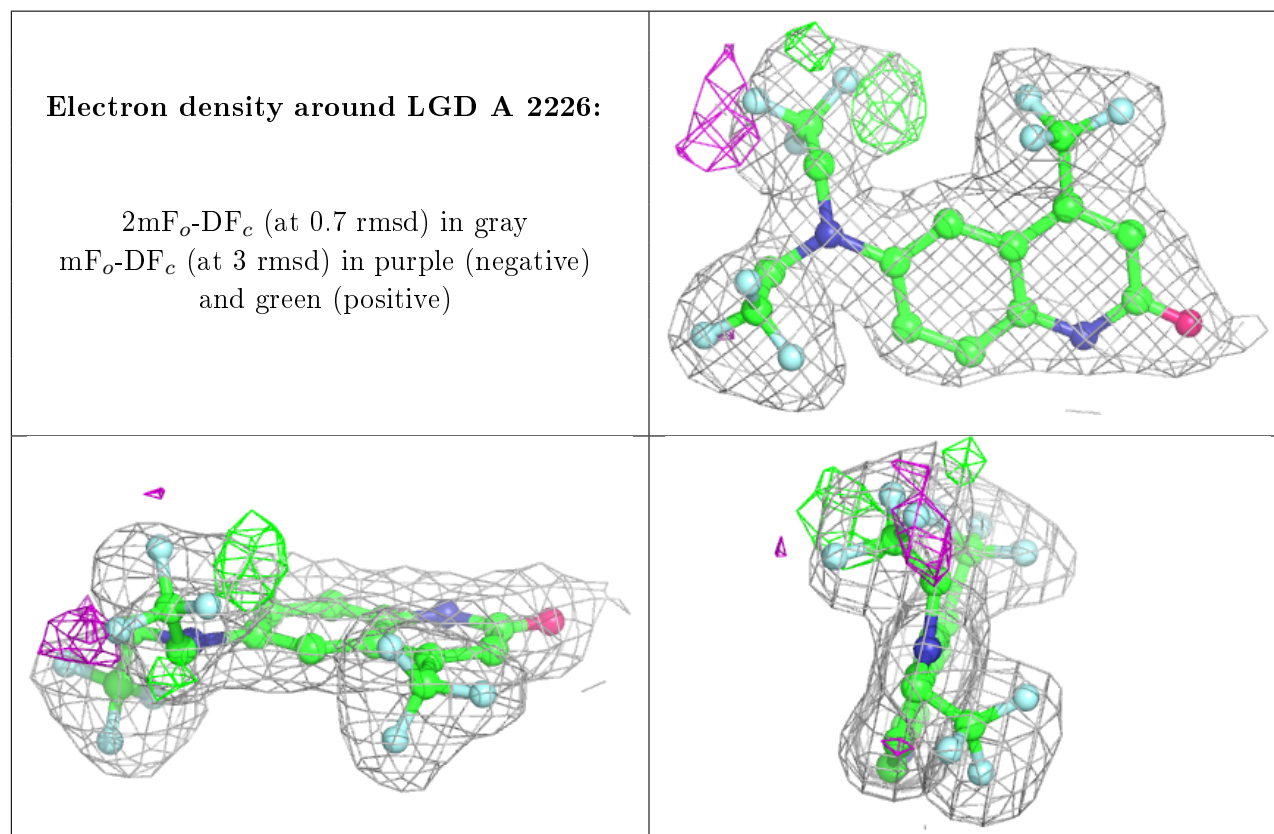 Electron density around LGD A 2226:
2mFo-DFc (at 0.7 rmsd) in gray
mFo-DFc (at 3 rmsd) in purple (negative)
and green (positive)